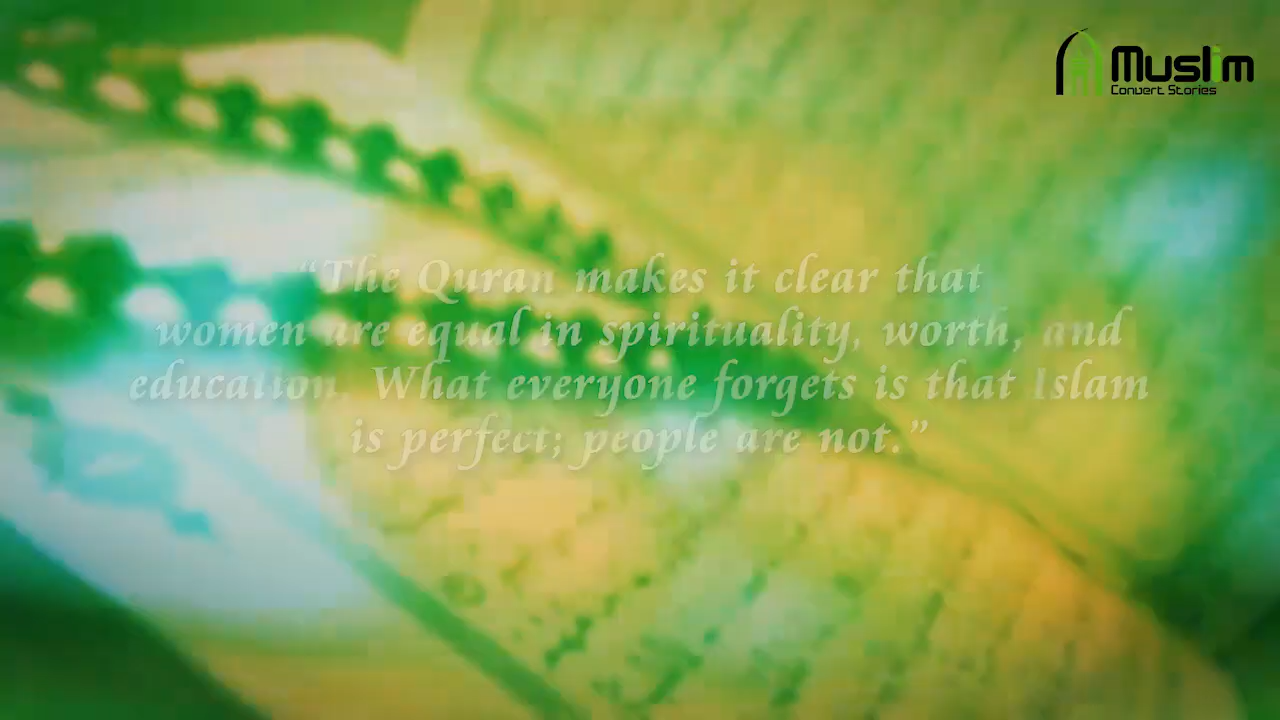 Muslim
Convert Stories
“The Quran makes it clear that
women are equal in spirituality, worth, and
education. What everyone forgets is that Islam
is perfect; people are not.”